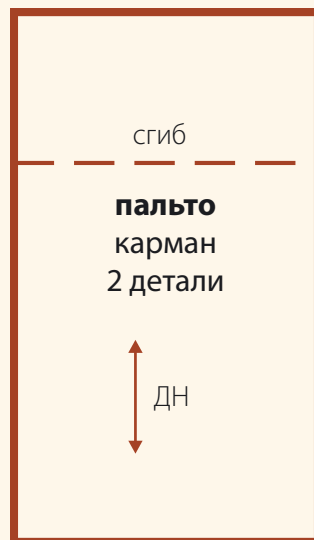 сгиб
пальто
карман
2 детали
ДН